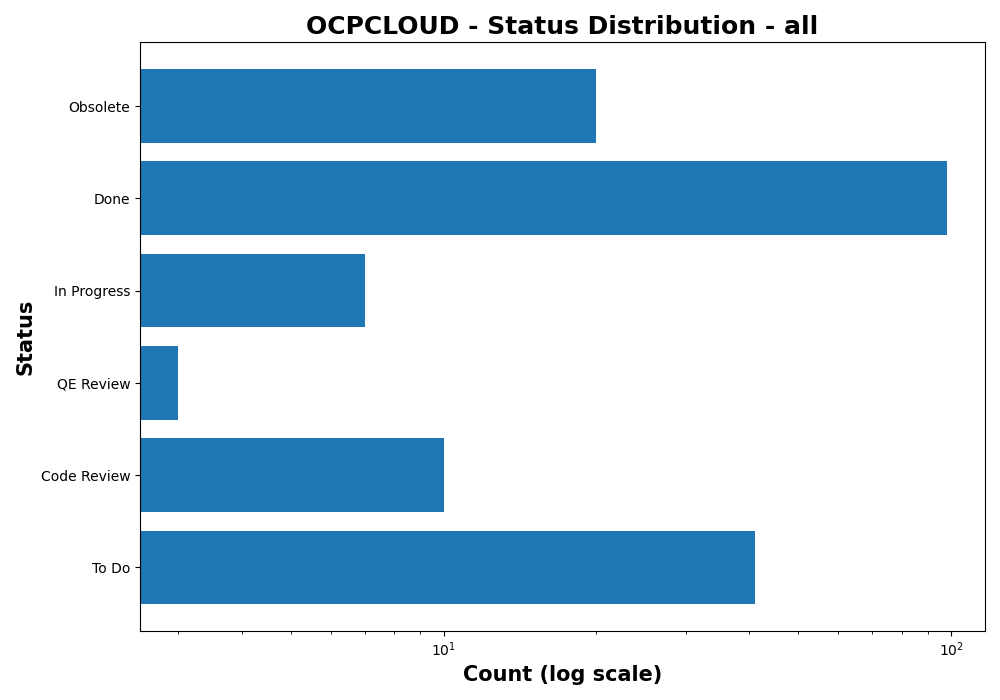 OCPCLOUD - Status Distribution - all
Status
Obsolete
Done
In Progress
QE Review
Code Review
To Do
10¹
10²
Count (log scale)